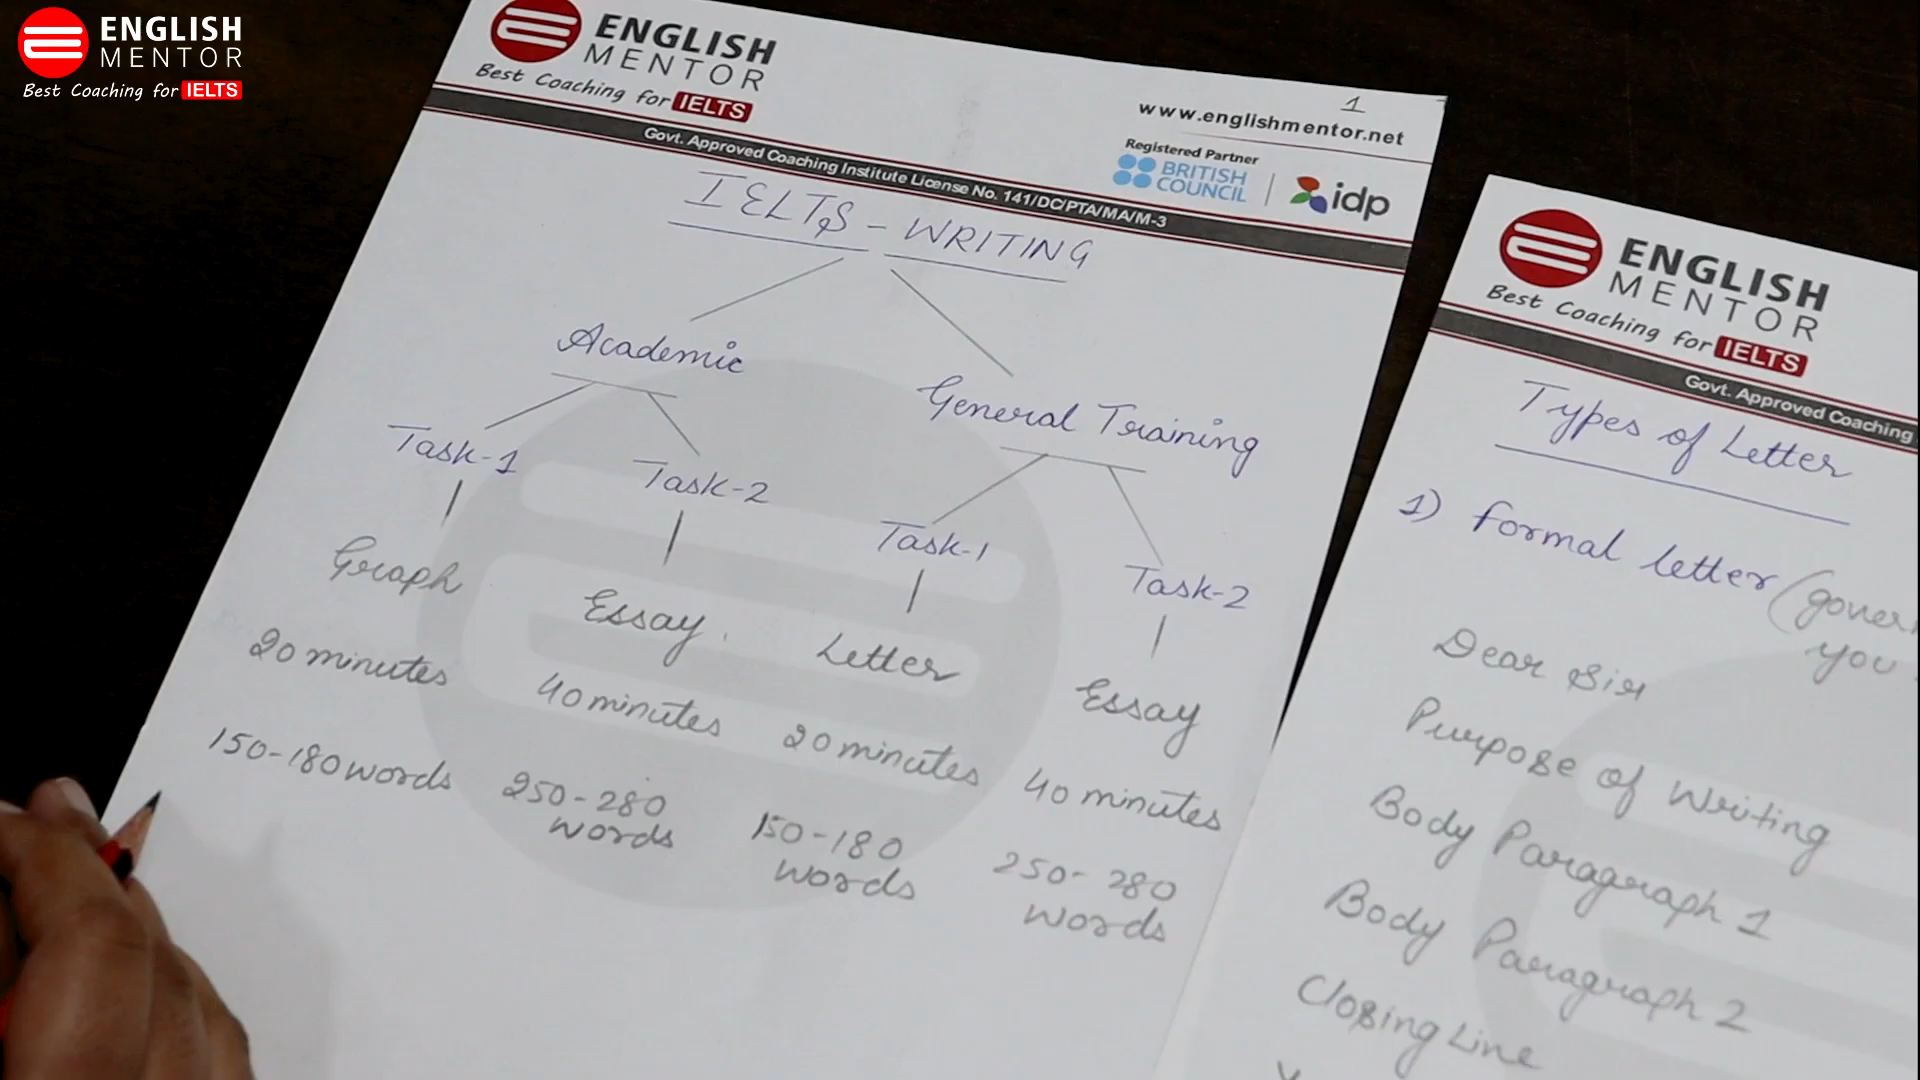 ENGLISH
MENTOR
Best Coaching for IELTS
ENGLISH
MENTOR
Best Coaching for IELTS
1
www.englishmentor.net
Registered Partner
BRITISH
COUNCIL
idp
Govt. Approved Coaching Institute License No. 141/DC/PTA/MA/M-3
IELTS - WRITING
Academic
General Training
Task-1
Task-2
Task-1
Task-2
Graph
Essay.
Letter
Essay
20 minutes
40 minutes
20 minutes
40 minutes
150-180 words
250-280
words
150-180
words
250-280
words
ENGLISH
MENTOR
Best Coaching for IELTS
Govt. Approved Coaching
Types of Letter
1) Formal letter (gover
you
Dear Sir
Purpose of Writing
Body Paragraph 1
Body Paragraph 2
Closing Line